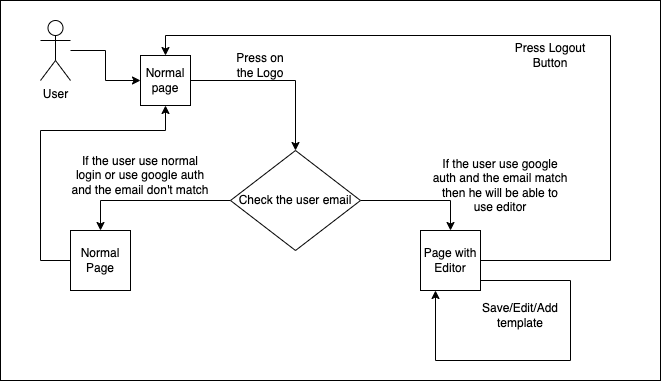 User
Normal
page
Press on
the Logo
Press Logout
Button
If the user use normal
login or use google auth
and the email don't match
Check the user email
If the user use google
auth and the email match
then he will be able to
use editor
Normal
Page
Page with
Editor
Save/Edit/Add
template